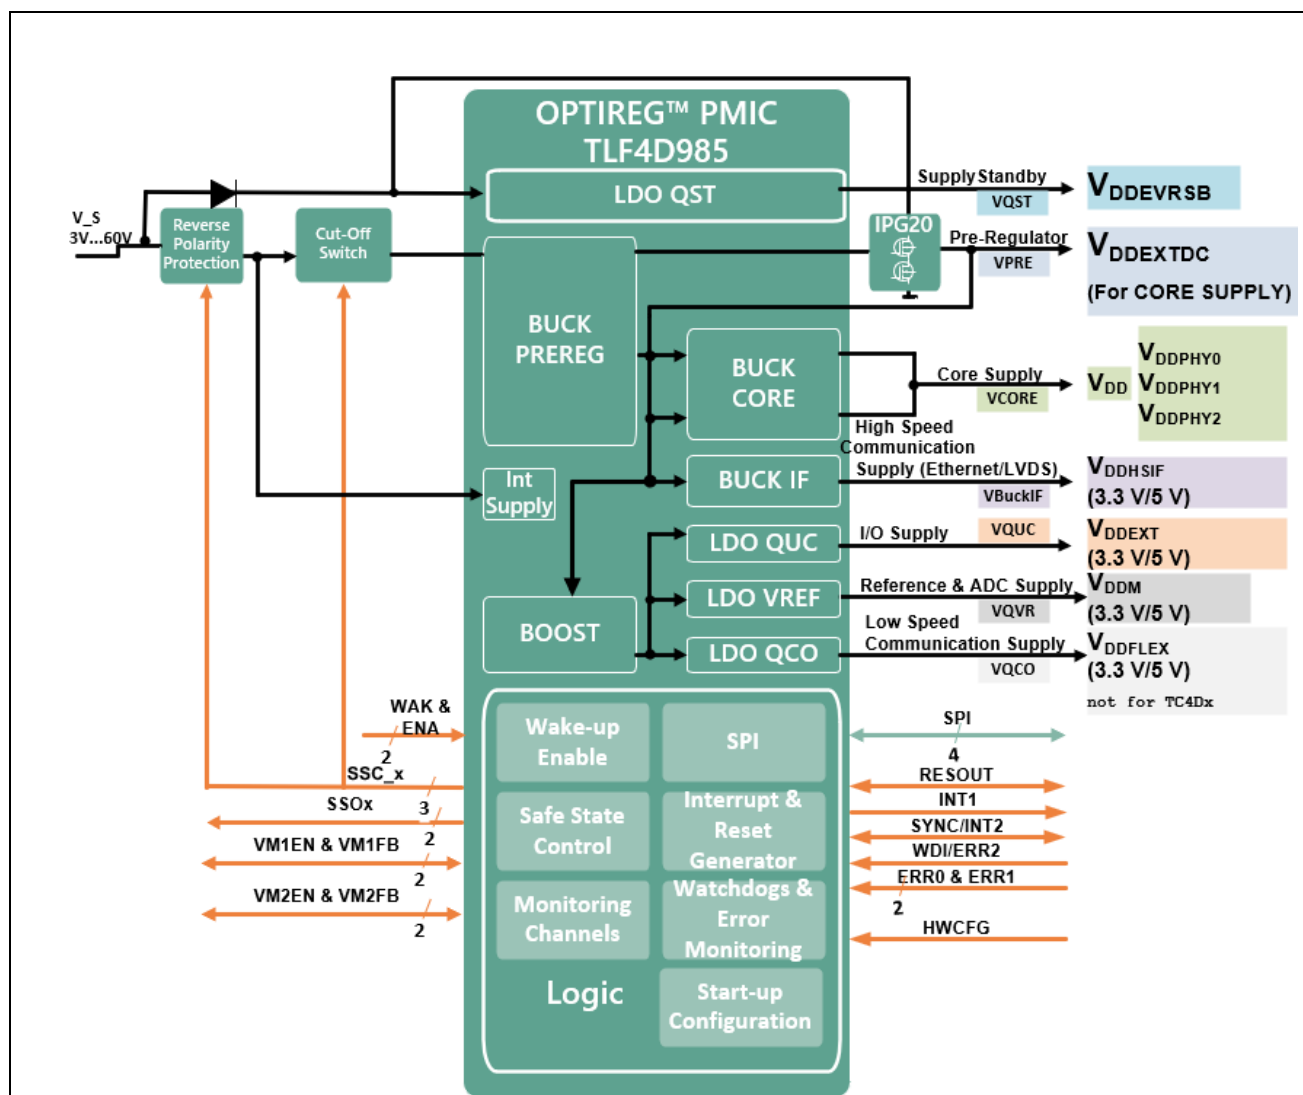 OPTIREG™ PMIC
TLF4D985
LDO QST
Supply Standby
VQST
VDDEVRSB
V_S
3V...60V
Reverse
Polarity
Protection
Cut-Off
Switch
IPG20
Pre-Regulator
VPRE
VDDEXTDC
(For CORE SUPPLY)
BUCK
PREREG
BUCK
CORE
Core Supply
VCORE
VDD
VDDPHY0
VDDPHY1
VDDPHY2
High Speed
Communication
Supply (Ethernet/LVDS)
VBuckIF
VDDHSIF
(3.3 V/5 V)
Int
Supply
BUCK IF
LDO QUC
I/O Supply
VQUC
VDDEXT
(3.3 V/5 V)
BOOST
LDO VREF
Reference & ADC Supply
VQVR
VDDM
(3.3 V/5 V)
LDO QCO
Low Speed
Communication Supply
VQCO
VDDFLEX
(3.3 V/5 V)
not for TC4Dx
WAK &
ENA
2
SSC_x
3
SSOx
2
VM1EN & VM1FB
2
VM2EN & VM2FB
2
Wake-up
Enable
SPI
Safe State
Control
Interrupt &
Reset
Generator
Monitoring
Channels
Watchdogs &
Error
Monitoring
Logic
Start-up
Configuration
SPI
4
RESOUT
INT1
SYNC/INT2
WDI/ERR2
ERR0 & ERR1
2
HWCFG